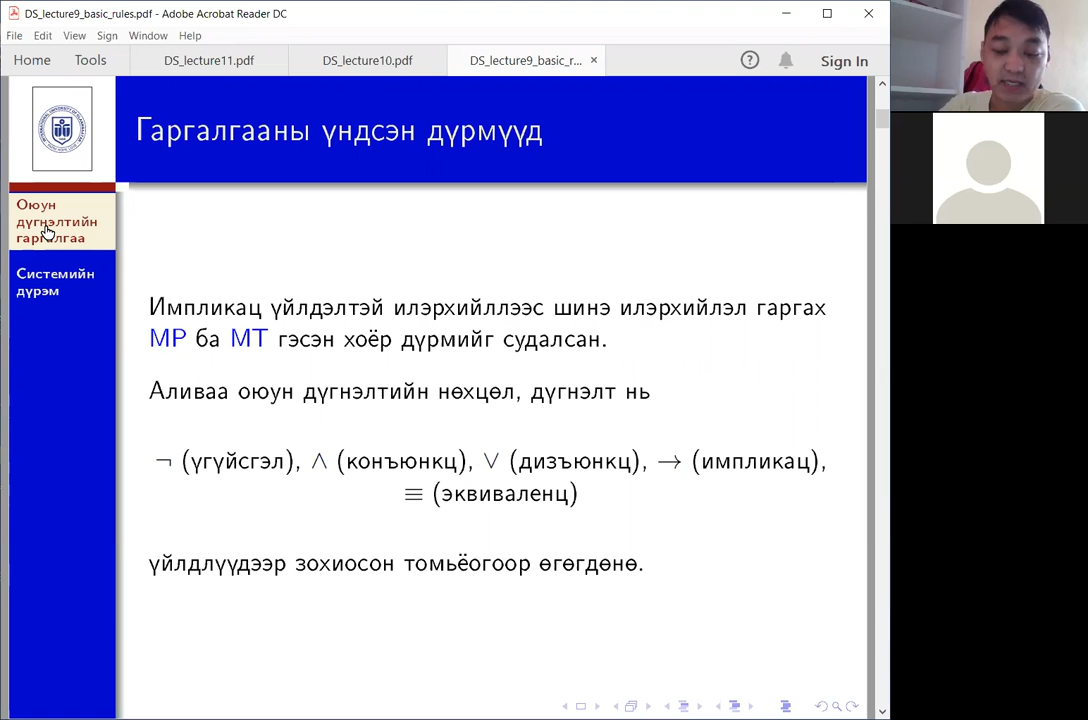 DS_lecture9_basic_rules.pdf - Adobe Acrobat Reader DC
File Edit View Sign Window Help
Home Tools DS_lecture11.pdf DS_lecture10.pdf DS_lecture9_basic_r... × Sign In
Гаргалгааны үндсэн дүрмүүд
Оюун
дүгнэлтийн
гаргалгаа
Системийн
дүрэм
Импликац үйлдэлтэй илэрхийллээс шинэ илэрхийлэл гаргах
MP ба MT гэсэн хоёр дүрмийг судалсан.
Аливаа оюун дүгнэлтийн нөхцөл, дүгнэлт нь
¬ (үгүйсгэл), ∧ (конъюнкц), ∨ (дизъюнкц), → (импликац),
≡ (эквиваленц)
үйлдлүүдээр зохиосон томьёогоор өгөгдөнө.